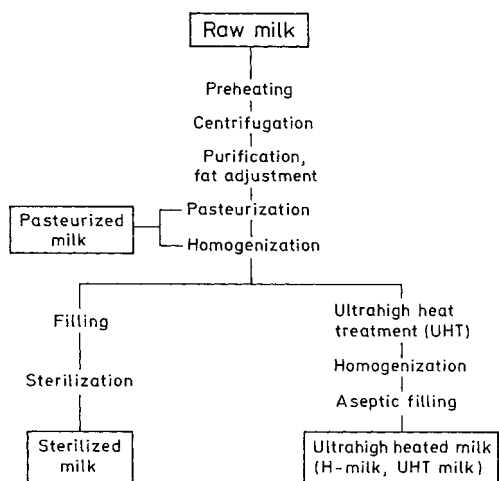 Raw milk
Preheating
Centrifugation
Purification,
fat adjustment
Pasteurized
milk
Pasteurization
Homogenization
Filling
Sterilization
Sterilized
milk
Ultrahigh heat
treatment (UHT)
Homogenization
Aseptic filling
Ultrahigh heated milk
(H-milk, UHT milk)